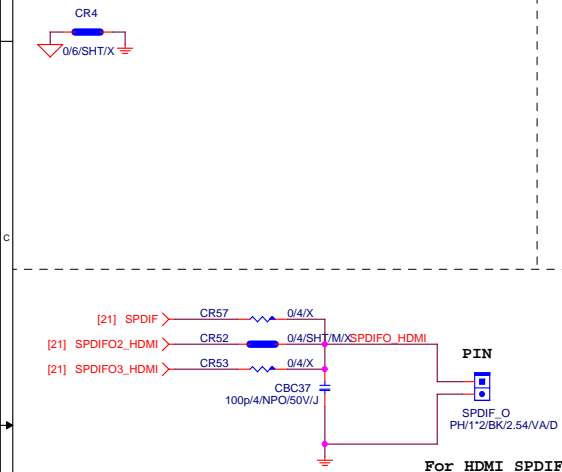 CR4
0/6/SHT/X
C
[21] SPDIF CR57 0/4/X
[21] SPDIFO2_HDMI CR52 0/4/SHT/M/X SPDIFO_HDMI
[21] SPDIFO3_HDMI CR53 0/4/X
PIN
CBC37
100p/4/NPO/50V/J
SPDIF_O
PH/1*2/BK/2.54/VA/D
For HDMI SPDIF